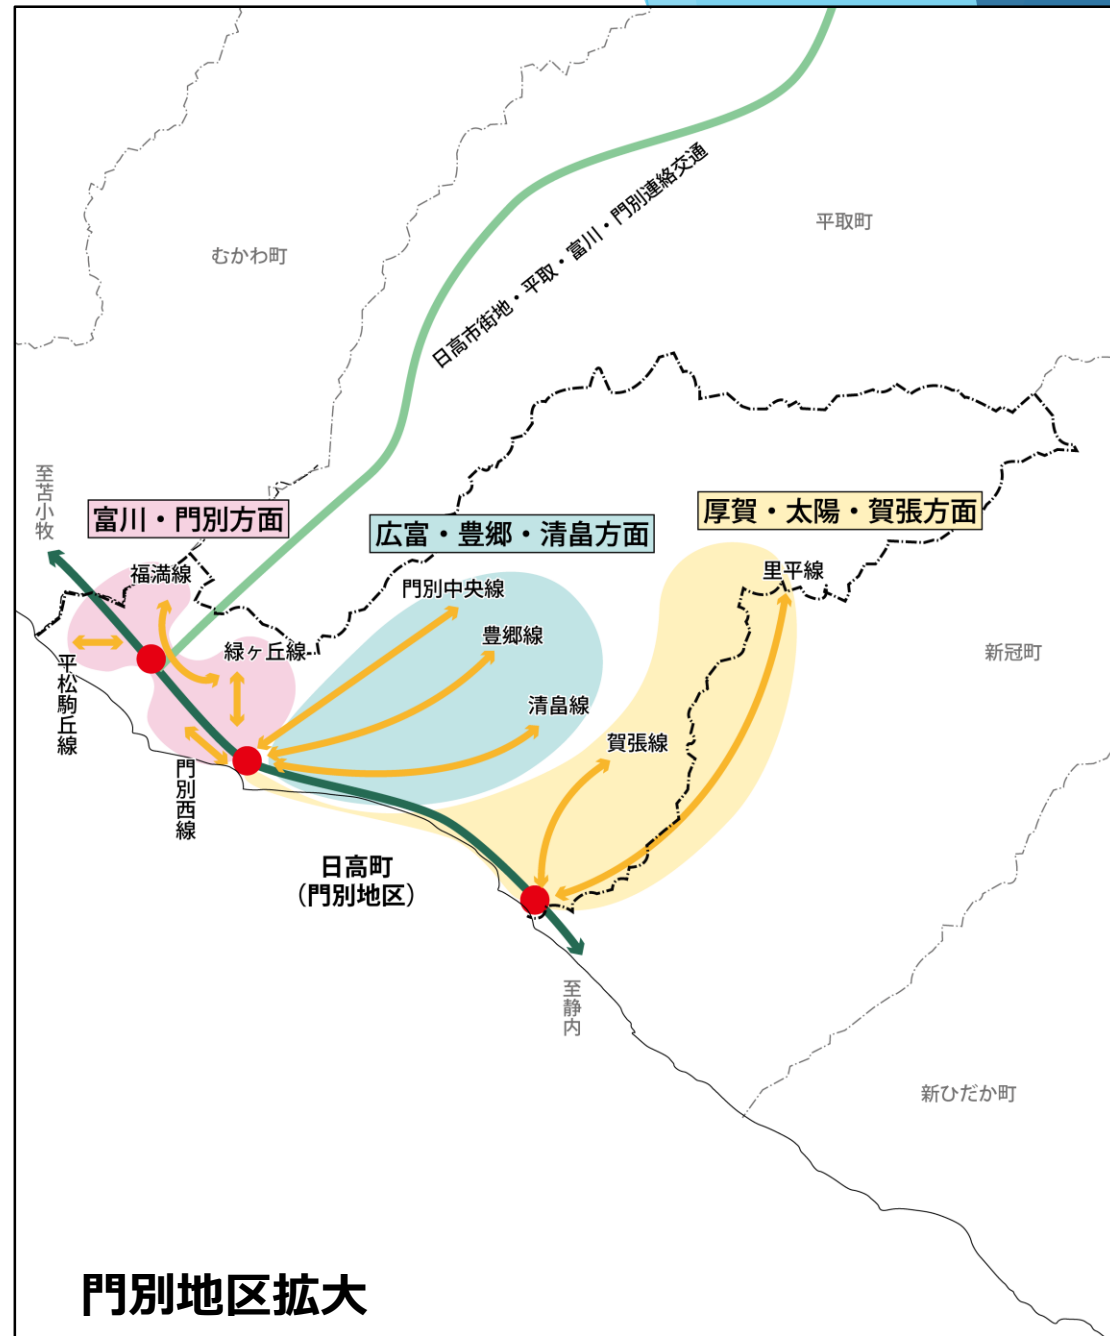 平取町
むかわ町
日高市街地・平取・富川・門別連絡交通
至苫小牧
富川・門別方面
広富・豊郷・清畠方面
厚賀・太陽・賀張方面
福満線
門別中央線
里平線
緑ヶ丘線
豊郷線
新冠町
平松駒丘線
清畠線
賀張線
門別西線
日高町
(門別地区)
至静内
新ひだか町
門別地区拡大